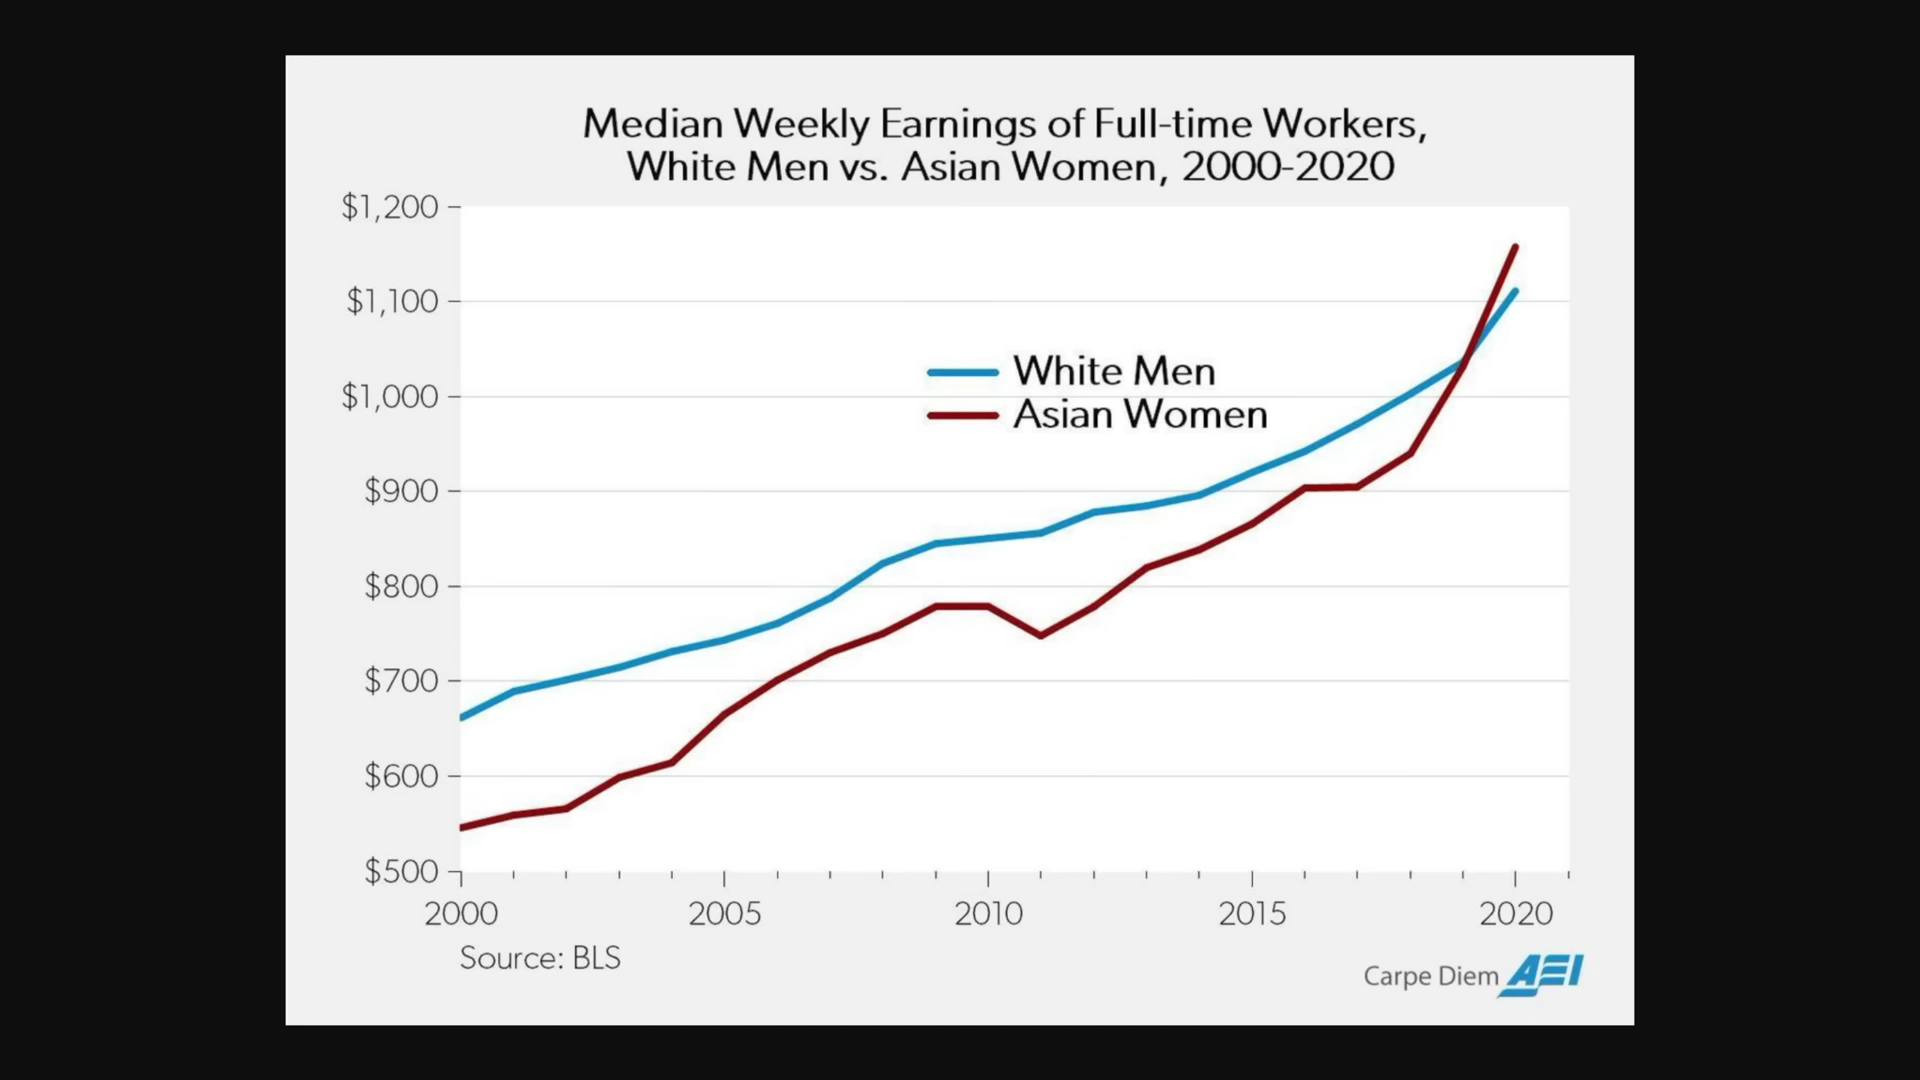 Median Weekly Earnings of Full-time Workers,
White Men vs. Asian Women, 2000-2020
$1,200
$1,100
$1,000
$900
$800
$700
$600
$500
White Men
Asian Women
2000 2005 2010 2015 2020
Source: BLS
Carpe Diem AEI